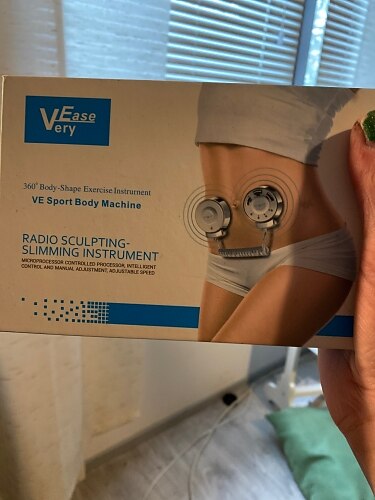 Ease
Very
360° Body-Shape Exercise Instrument
VE Sport Body Machine
RADIO SCULPTING-
SLIMMING INSTRUMENT
MICROPROCESSOR CONTROLLED PROCESSOR, INTELLIGENT
CONTROL AND MANUAL ADJUSTMENT, ADJUSTABLE SPEED